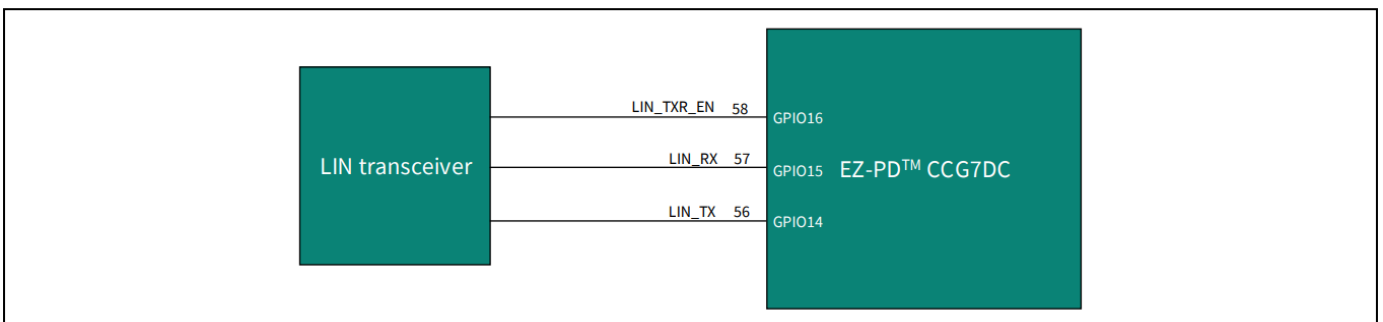 LIN_TXR_EN 58 GPIO16
LIN transceiver
LIN_RX 57 GPIO15 EZ-PD™ CCG7DC
LIN_TX 56 GPIO14